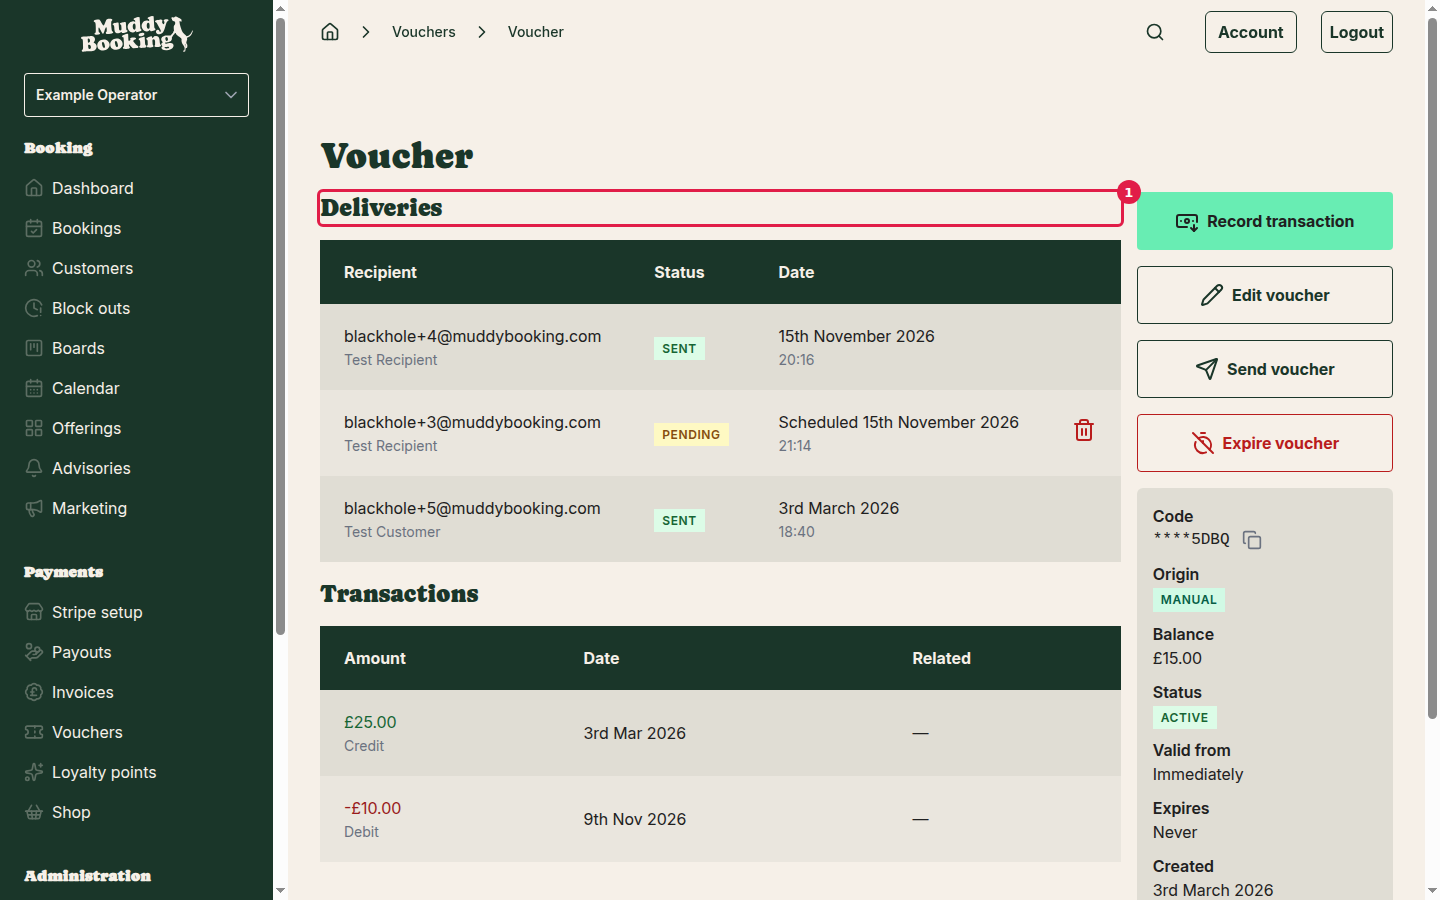 Muddy
Booking
Example Operator
Booking
Dashboard
Bookings
Customers
Block outs
Boards
Calendar
Offerings
Advisories
Marketing
Payments
Stripe setup
Payouts
Invoices
Vouchers
Loyalty points
Shop
Administration
Vouchers
Voucher
Account
Logout
Voucher
Deliveries
1
Recipient Status Date
blackhole+4@muddybooking.com
Test Recipient
SENT
15th November 2026
20:16
blackhole+3@muddybooking.com
Test Recipient
PENDING
Scheduled 15th November 2026
21:14
blackhole+5@muddybooking.com
Test Customer
SENT
3rd March 2026
18:40
Transactions
Amount Date Related
£25.00
Credit
3rd Mar 2026
—
-£10.00
Debit
9th Nov 2026
—
Record transaction
Edit voucher
Send voucher
Expire voucher
Code
****5DBQ
Origin
MANUAL
Balance
£15.00
Status
ACTIVE
Valid from
Immediately
Expires
Never
Created
3rd March 2026